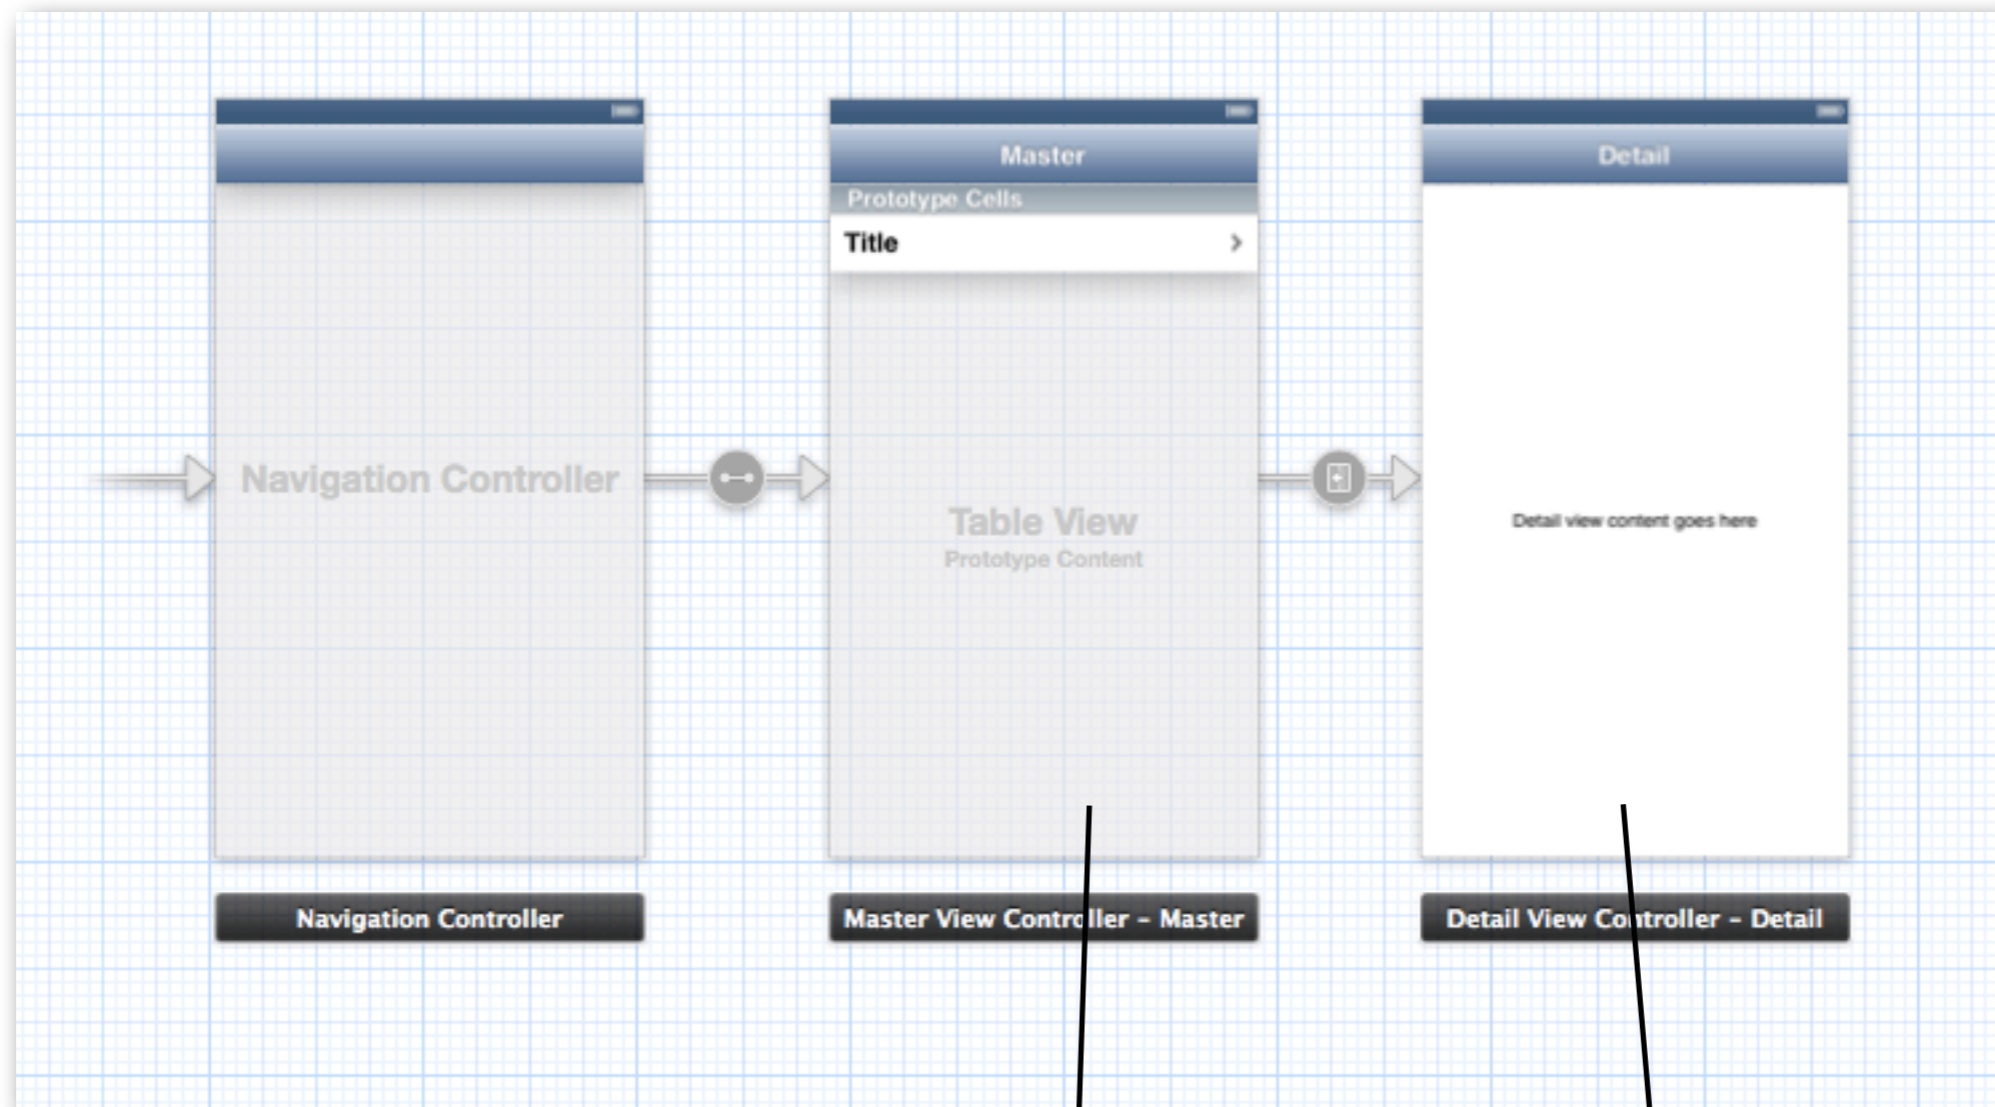 Navigation Controller
Navigation Controller
Master
Prototype Cells
Title
Table View
Prototype Content
Master View Controller – Master
Detail
Detail view content goes here
Detail View Controller – Detail